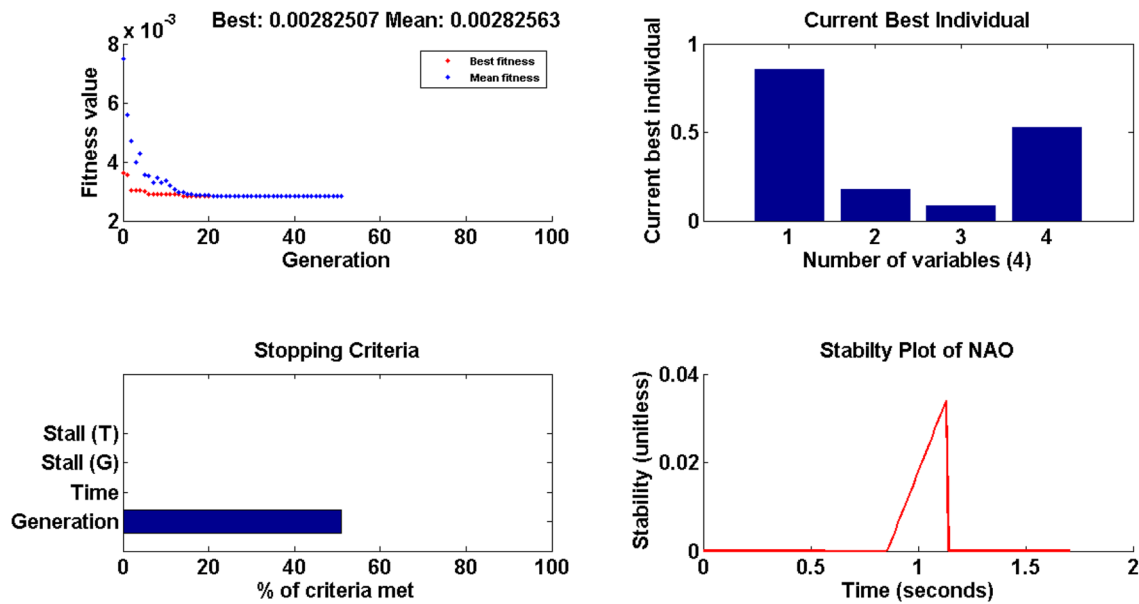 Best: 0.00282507 Mean: 0.00282563
x 10⁻³
8
6
4
2
Fitness value
Best fitness
Mean fitness
0 20 40 60 80 100
Generation
Current Best Individual
1
0.5
0
Current best individual
1 2 3 4
Number of variables (4)
Stopping Criteria
Stall (T)
Stall (G)
Time
Generation
0 20 40 60 80 100
% of criteria met
Stabilty Plot of NAO
0.04
0.02
0
Stability (unitless)
0 0.5 1 1.5 2
Time (seconds)